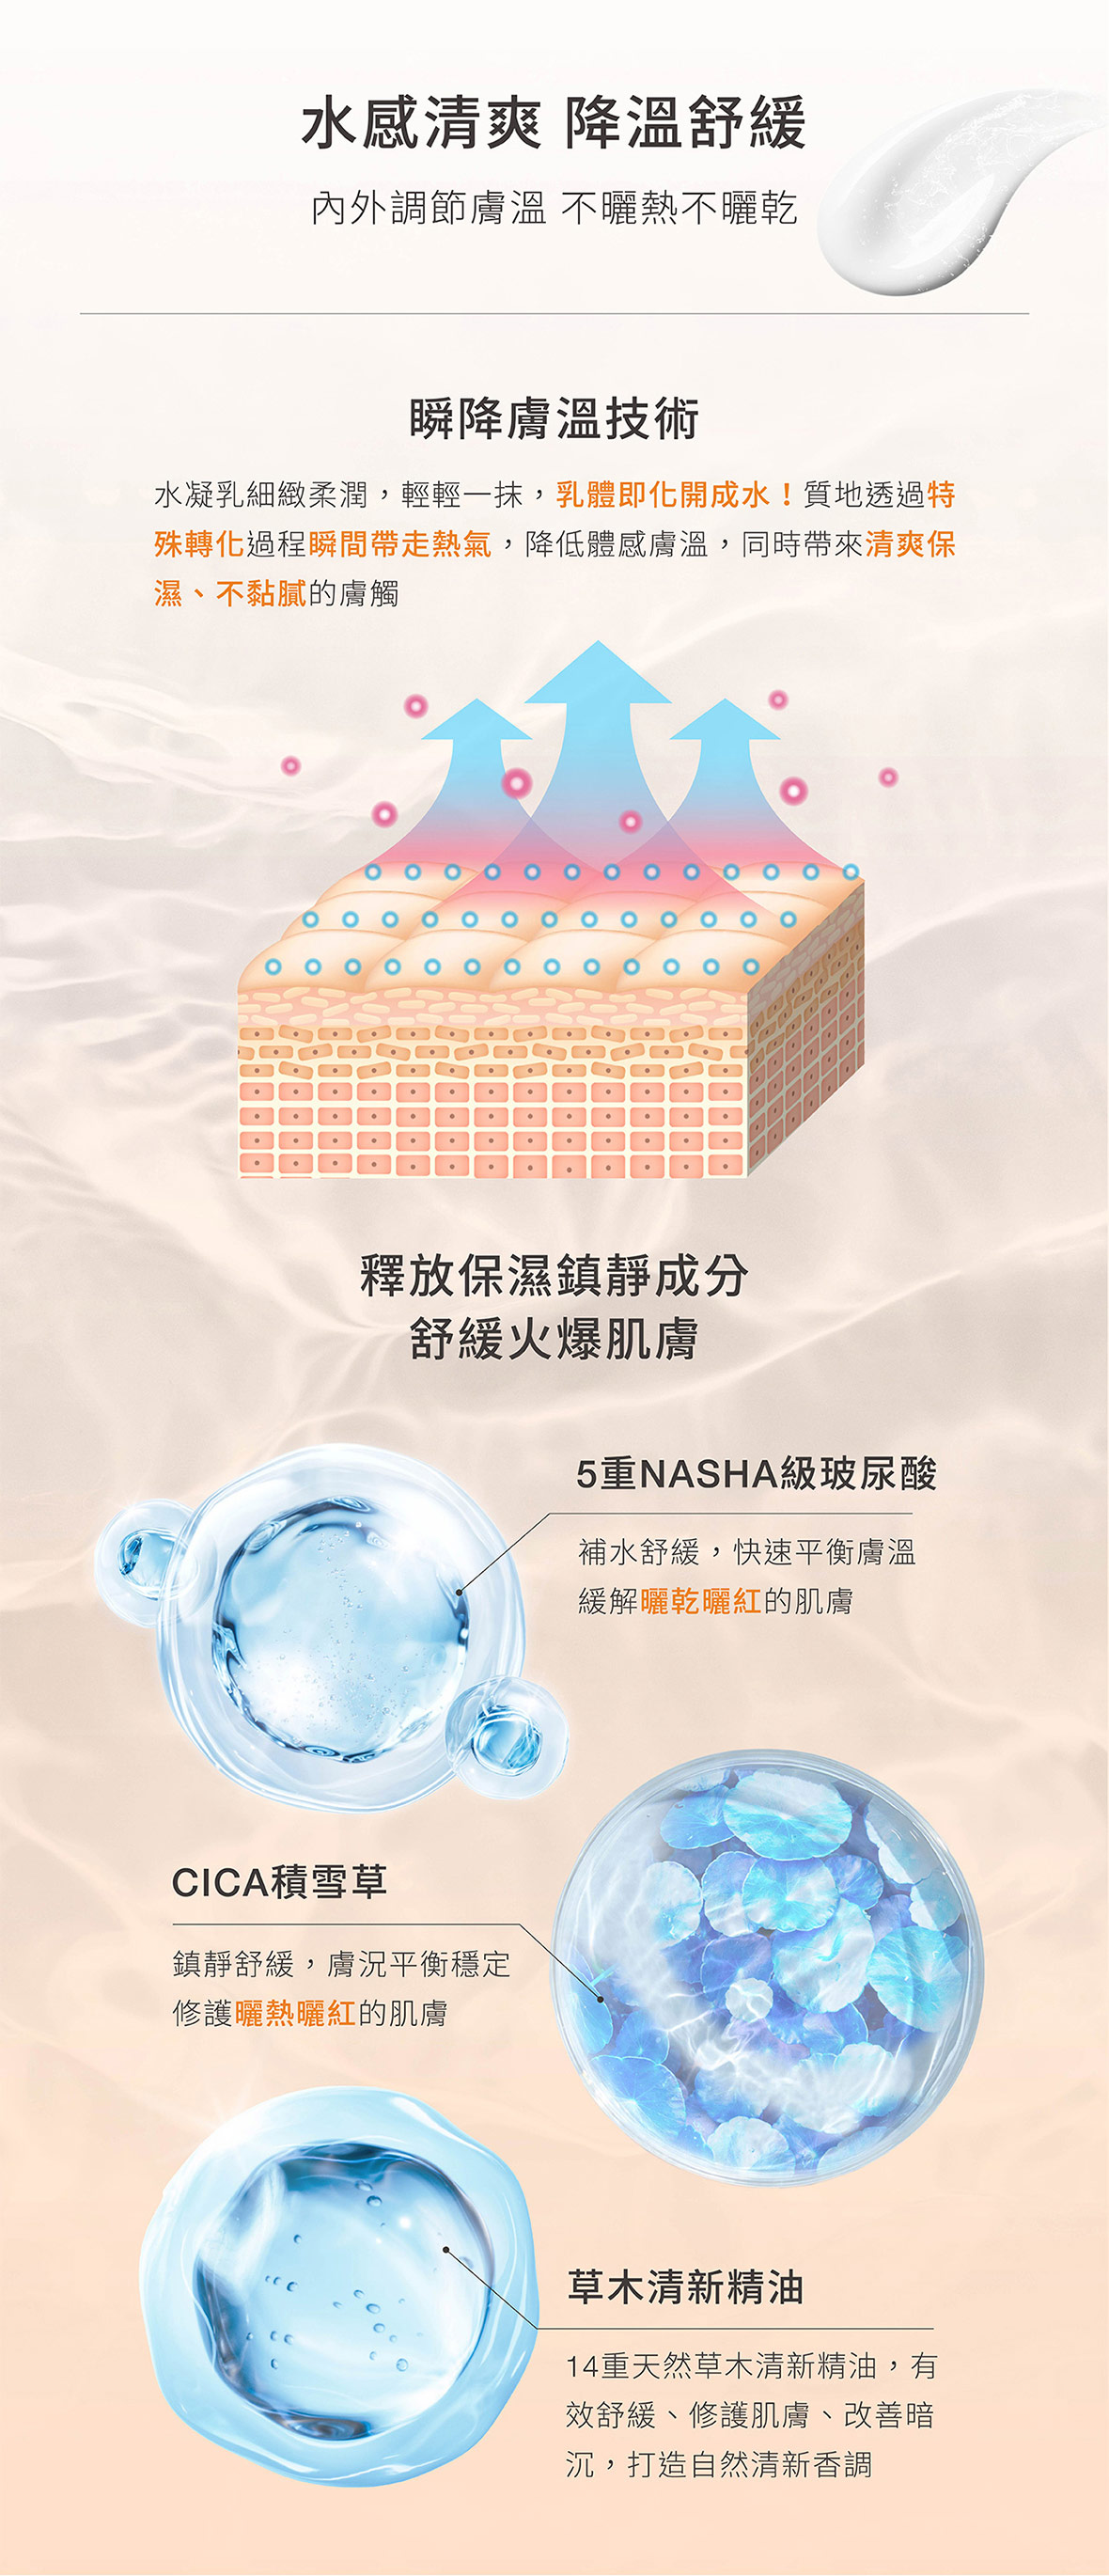 水感清爽 降溫舒緩
內外調節膚溫 不曬熱不曬乾
瞬降膚溫技術
水凝乳細緻柔潤，輕輕一抹，乳體即化開成水！質地透過特
殊轉化過程瞬間帶走熱氣，降低體感膚溫，同時帶來清爽保
濕、不黏膩的膚觸
釋放保濕鎮靜成分
舒緩火爆肌膚
5重NASHA級玻尿酸
補水舒緩，快速平衡膚溫
緩解曬乾曬紅的肌膚
CICA積雪草
鎮靜舒緩，膚況平衡穩定
修護曬熱曬紅的肌膚
草木清新精油
14重天然草木清新精油，有
效舒緩、修護肌膚、改善暗
沉，打造自然清新香調